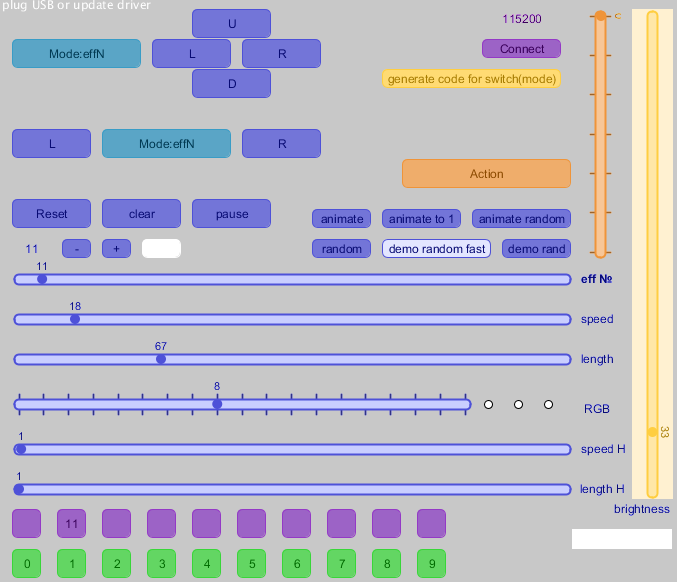 plug USB or update driver
U
115200
Mode:effN
L
R
Connect
D
generate code for switch(mode)
L
Mode:effN
R
Action
Reset
clear
pause
animate
animate to 1
animate random
11
-
+
random
demo random fast
demo rand
11
eff №
18
speed
67
length
8
RGB
33
1
speed H
1
length H
brightness
11
0
1
2
3
4
5
6
7
8
9